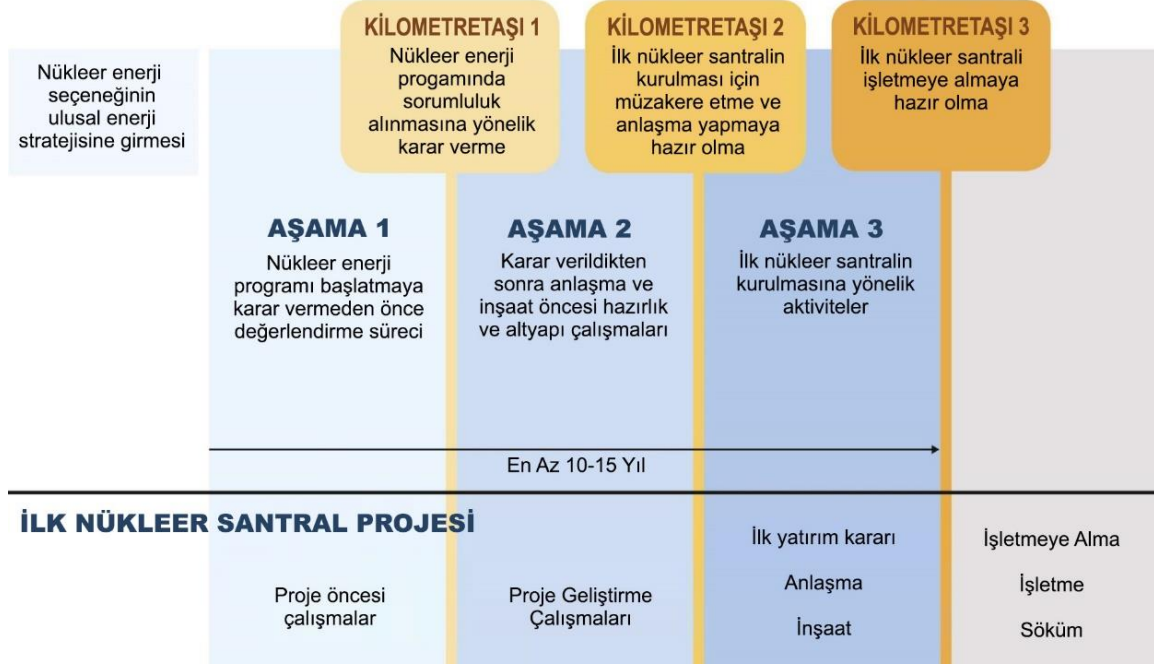 Nükleer enerji
seçeneğinin
ulusal enerji
stratejisine girmesi
KİLOMETRETAŞI 1
Nükleer enerji
progamında
sorumluluk
alınmasına yönelik
karar verme
KİLOMETRETAŞI 2
İlk nükleer santralin
kurulması için
müzakere etme ve
anlaşma yapmaya
hazır olma
KİLOMETRETAŞI 3
İlk nükleer santrali
işletmeye almaya
hazır olma
AŞAMA 1
Nükleer enerji
programı başlatmaya
karar vermeden önce
değerlendirme süreci
AŞAMA 2
Karar verildikten
sonra anlaşma ve
inşaat öncesi hazırlık
ve altyapı çalışmaları
AŞAMA 3
İlk nükleer santralin
kurulmasına yönelik
aktiviteler
En Az 10-15 Yıl
İLK NÜKLEER SANTRAL PROJESİ
Proje öncesi
çalışmalar
Proje Geliştirme
Çalışmaları
İlk yatırım kararı
Anlaşma
İnşaat
İşletmeye Alma
İşletme
Söküm